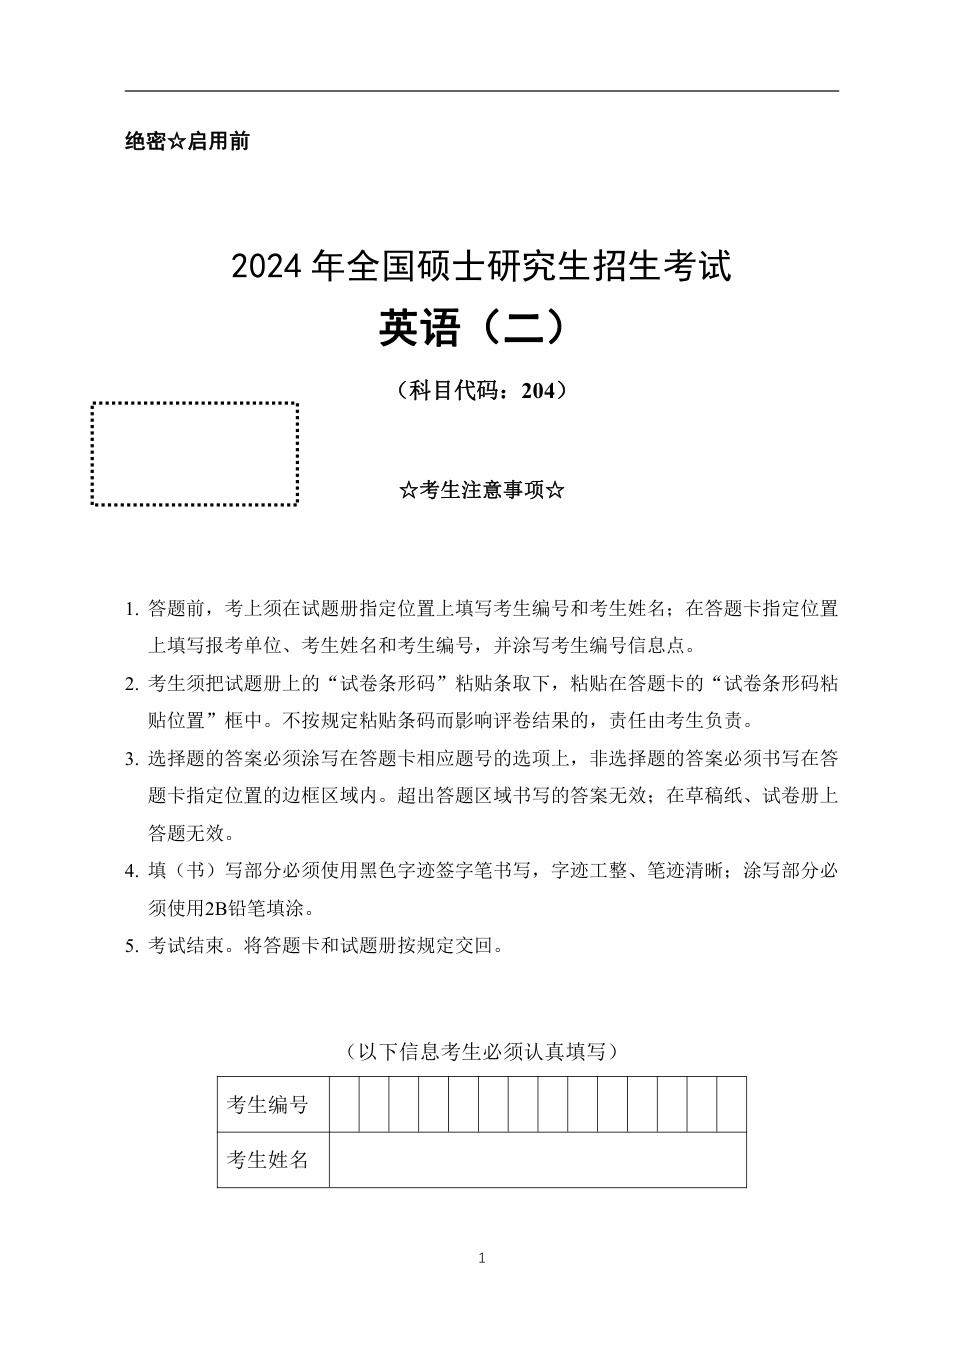 绝密☆启用前
2024 年全国硕士研究生招生考试
英语（二）
（科目代码：204）
☆考生注意事项☆
1. 答题前，考上须在试题册指定位置上填写考生编号和考生姓名；在答题卡指定位置
上填写报考单位、考生姓名和考生编号，并涂写考生编号信息点。
2. 考生须把试题册上的“试卷条形码”粘贴条取下，粘贴在答题卡的“试卷条形码粘
贴位置”框中。不按规定粘贴条码而影响评卷结果的，责任由考生负责。
3. 选择题的答案必须涂写在答题卡相应题号的选项上，非选择题的答案必须书写在答
题卡指定位置的边框区域内。超出答题区域书写的答案无效；在草稿纸、试卷册上
答题无效。
4. 填（书）写部分必须使用黑色字迹签字笔书写，字迹工整、笔迹清晰；涂写部分必
须使用2B铅笔填涂。
5. 考试结束。将答题卡和试题册按规定交回。
（以下信息考生必须认真填写）
考生编号
考生姓名
1